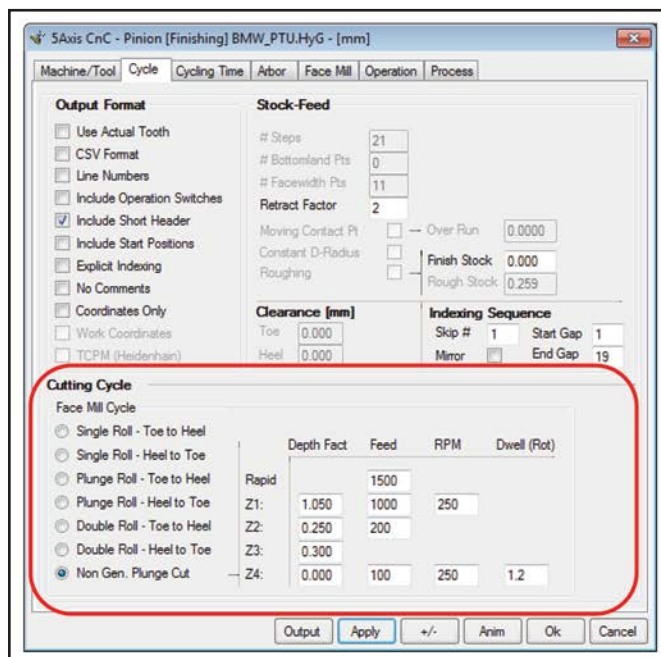 5Axis CnC - Pinion [Finishing] BMW_PTU.HyG - [mm]
Machine/Tool Cycle Cycling Time Arbor Face Mill Operation Process
Output Format
Use Actual Tooth
CSV Format
Line Numbers
Include Operation Switches
Include Short Header
Include Start Positions
Explicit Indexing
No Comments
Coordinates Only
Work Coordinates
TCPM (Heidenhain)
Stock-Feed
# Steps 21
# Bottomland Pts 0
# Facewidth Pts 11
Retract Factor 2
Moving Contact Pt Over Run 0.0000
Constant D-Radius
Finish Stock 0.000
Roughing
Rough Stock 0.259
Clearance [mm]
Toe 0.000
Heel 0.000
Indexing Sequence
Skip # 1 Start Gap 1
Mirror End Gap 19
Cutting Cycle
Face Mill Cycle
Single Roll - Toe to Heel
Single Roll - Heel to Toe
Plunge Roll - Toe to Heel
Plunge Roll - Heel to Toe
Double Roll - Toe to Heel
Double Roll - Heel to Toe
Non Gen. Plunge Cut
Depth Fact Feed RPM Dwell (Rot)
Rapid 1500
Z1: 1.050 1000 250
Z2: 0.250 200
Z3: 0.300
Z4: 0.000 100 250 1.2
Output Apply +/- Anim Ok Cancel